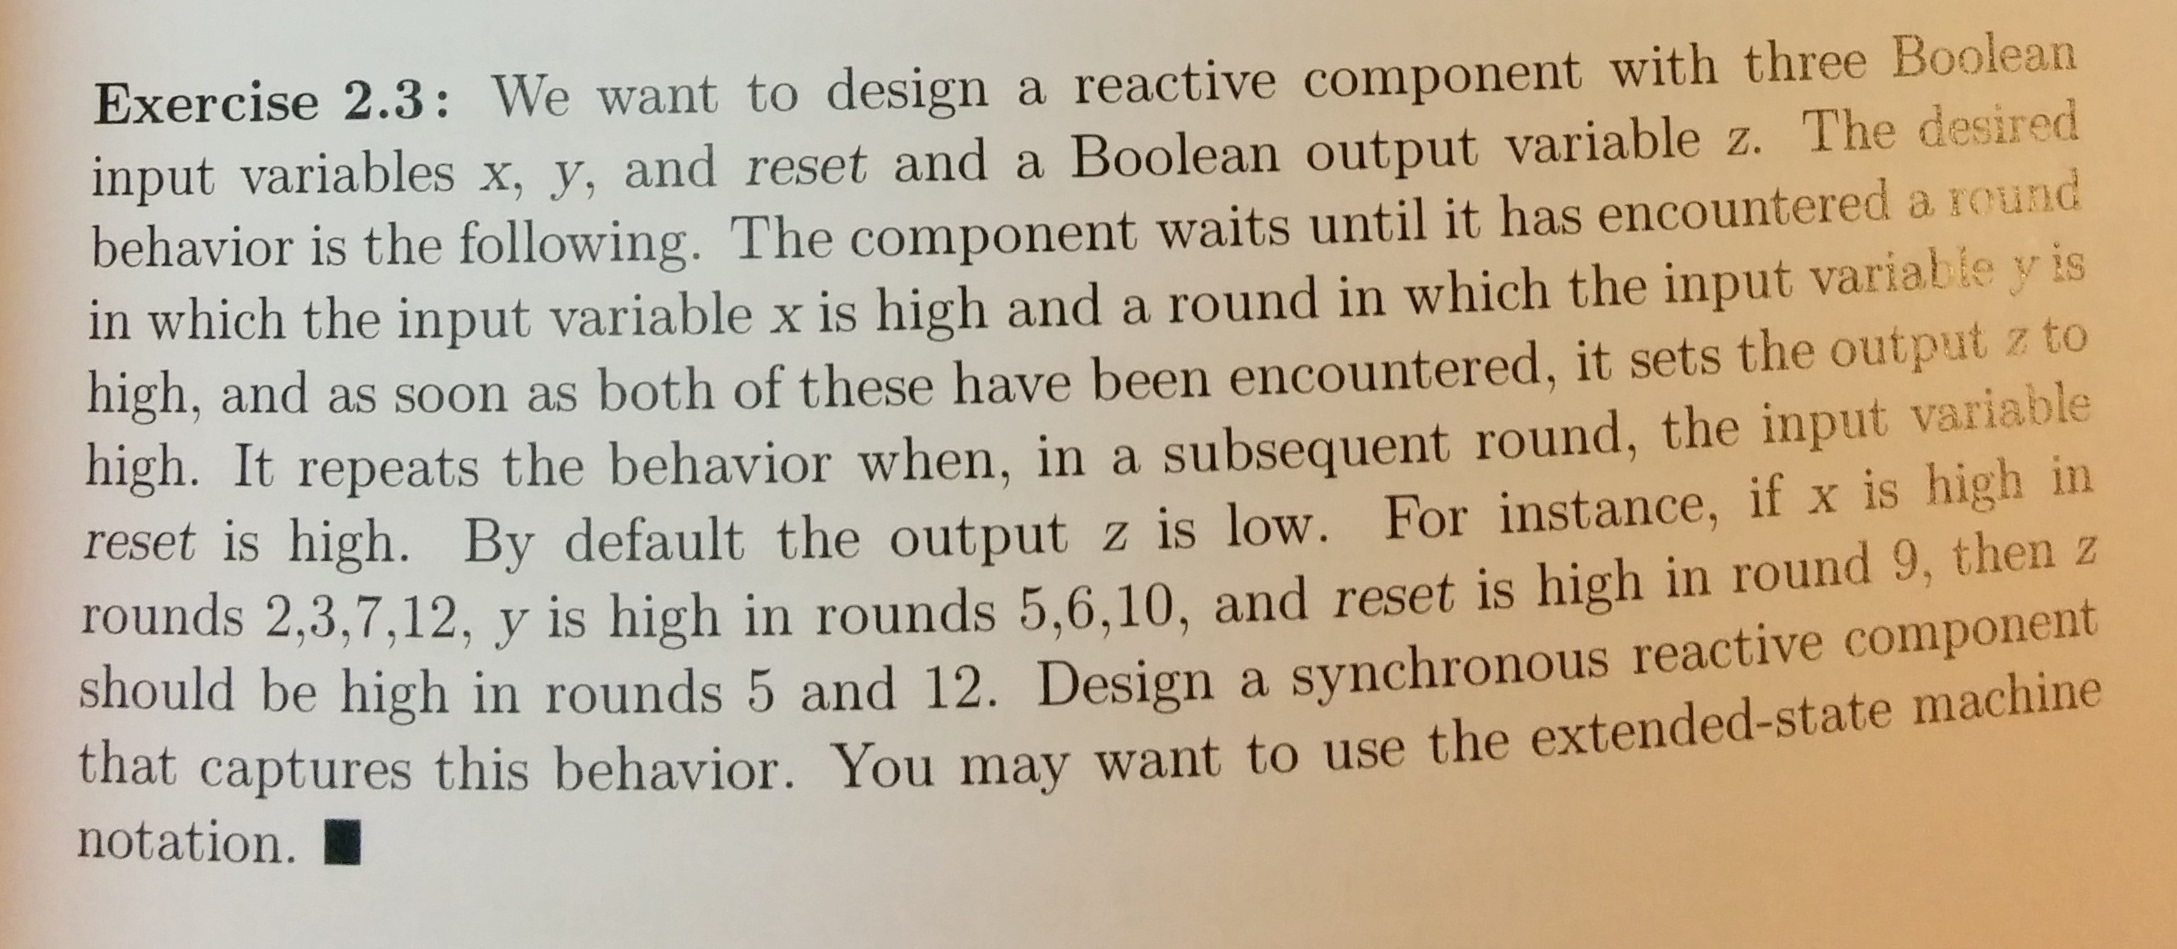 Exercise 2.3: We want to design a reactive component with three Boolean
input variables x, y, and reset and a Boolean output variable z. The desired
behavior is the following. The component waits until it has encountered a round
in which the input variable x is high and a round in which the input variable y is
high, and as soon as both of these have been encountered, it sets the output z to
high. It repeats the behavior when, in a subsequent round, the input variable
reset is high. By default the output z is low. For instance, if x is high in
rounds 2,3,7,12, y is high in rounds 5,6,10, and reset is high in round 9, then z
should be high in rounds 5 and 12. Design a synchronous reactive component
that captures this behavior. You may want to use the extended-state machine
notation. ■